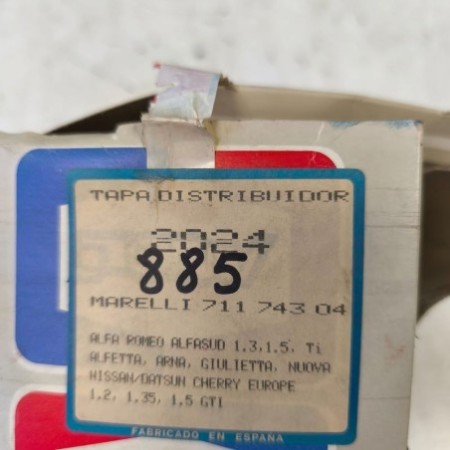 TAPA DISTRIBUIDOR
2024
885
MARELLI 711 743 04
ALFA ROMEO ALFASUD 1.3,1.5, Ti
ALFETTA, ARNA, GIULIETTA, NUOVA
NISSAN/DATSUN CHERRY EUROPE
1.2, 1.35, 1.5 GTI
FABRICADO EN ESPAÑA